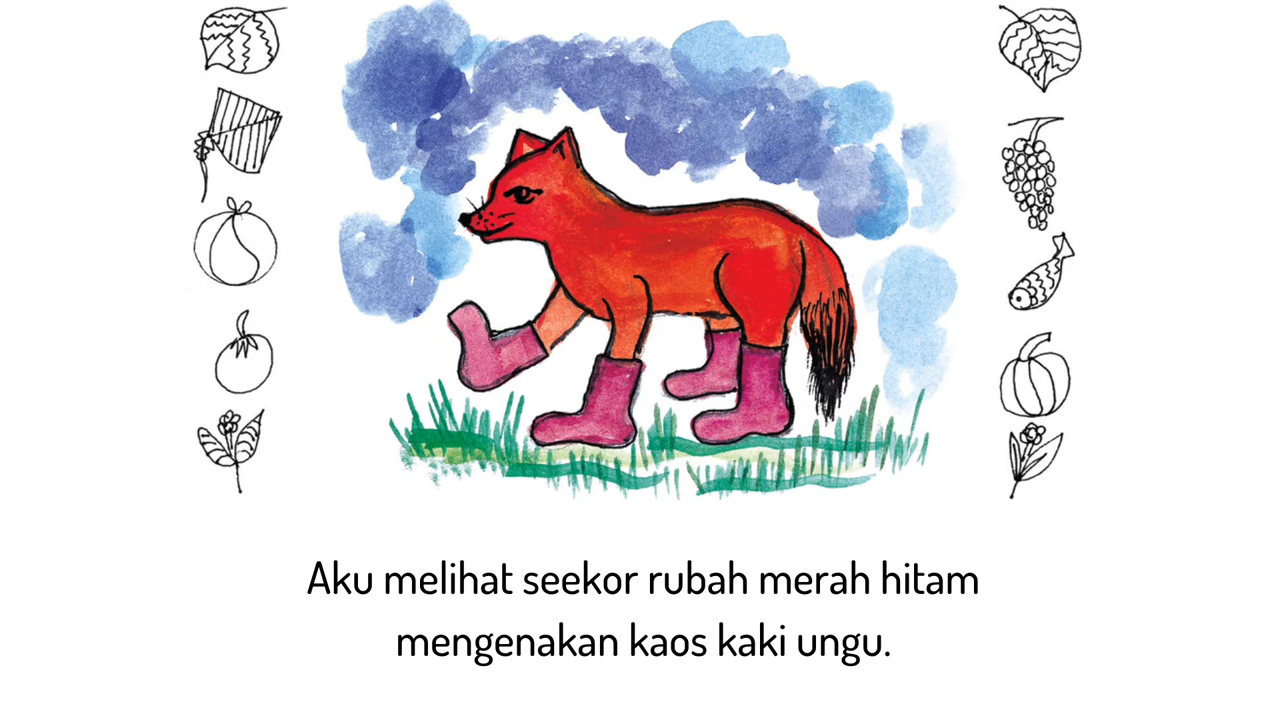 Aku melihat seekor rubah merah hitam
mengenakan kaos kaki ungu.